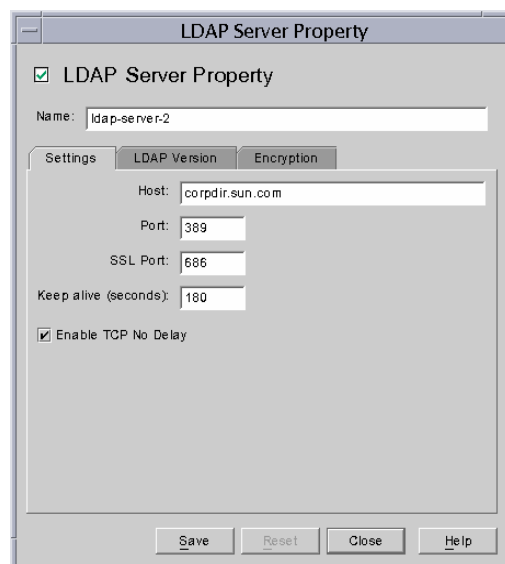 LDAP Server Property
LDAP Server Property
Name: ldap-server-2
Settings LDAP Version Encryption
Host: corpdir.sun.com
Port: 389
SSL Port: 686
Keep alive (seconds): 180
Enable TCP No Delay
Save Reset Close Help